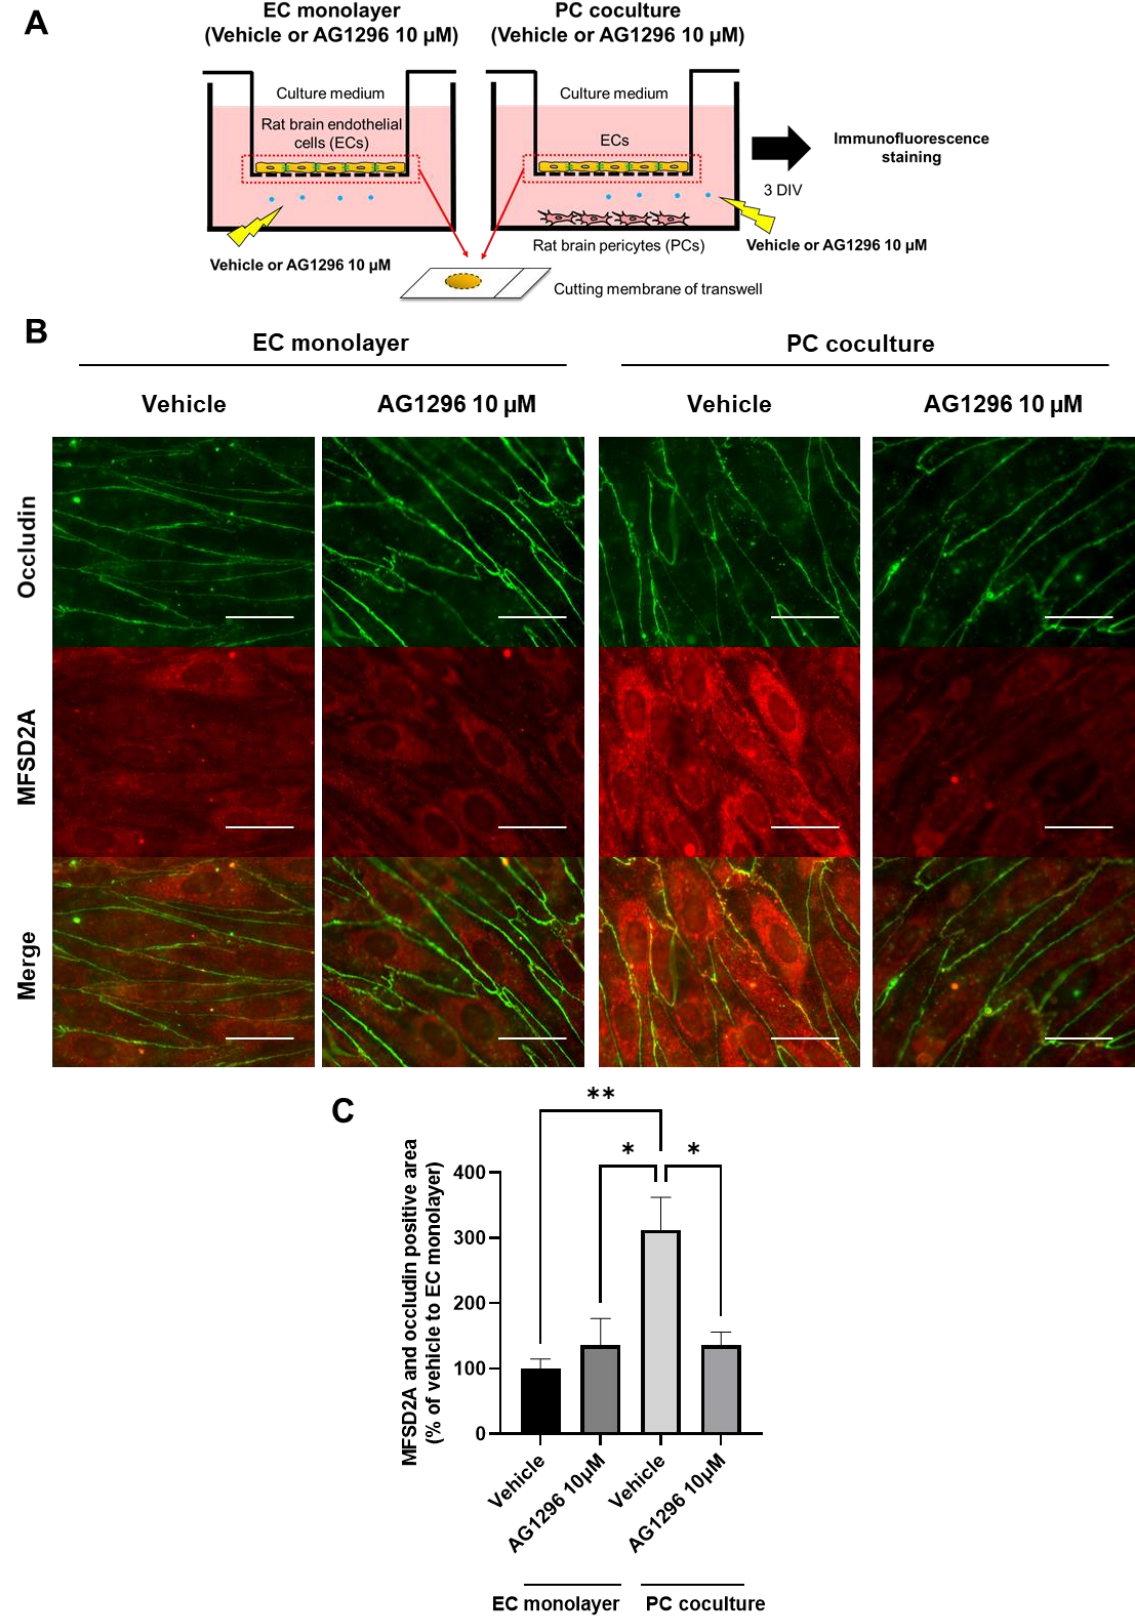 A
EC monolayer
(Vehicle or AG1296 10 µM)
PC coculture
(Vehicle or AG1296 10 µM)
Culture medium
Rat brain endothelial
cells (ECs)
Vehicle or AG1296 10 µM
Culture medium
ECs
Rat brain pericytes (PCs)
Vehicle or AG1296 10 µM
3 DIV
Immunofluorescence
staining
Cutting membrane of transwell
B
EC monolayer
PC coculture
Vehicle
AG1296 10 µM
Vehicle
AG1296 10 µM
Occludin
MFSD2A
Merge
C
MFSD2A and occludin positive area
(% of vehicle to EC monolayer)
400
300
200
100
0
**
*
*
Vehicle
AG1296 10µM
Vehicle
AG1296 10µM
EC monolayer
PC coculture